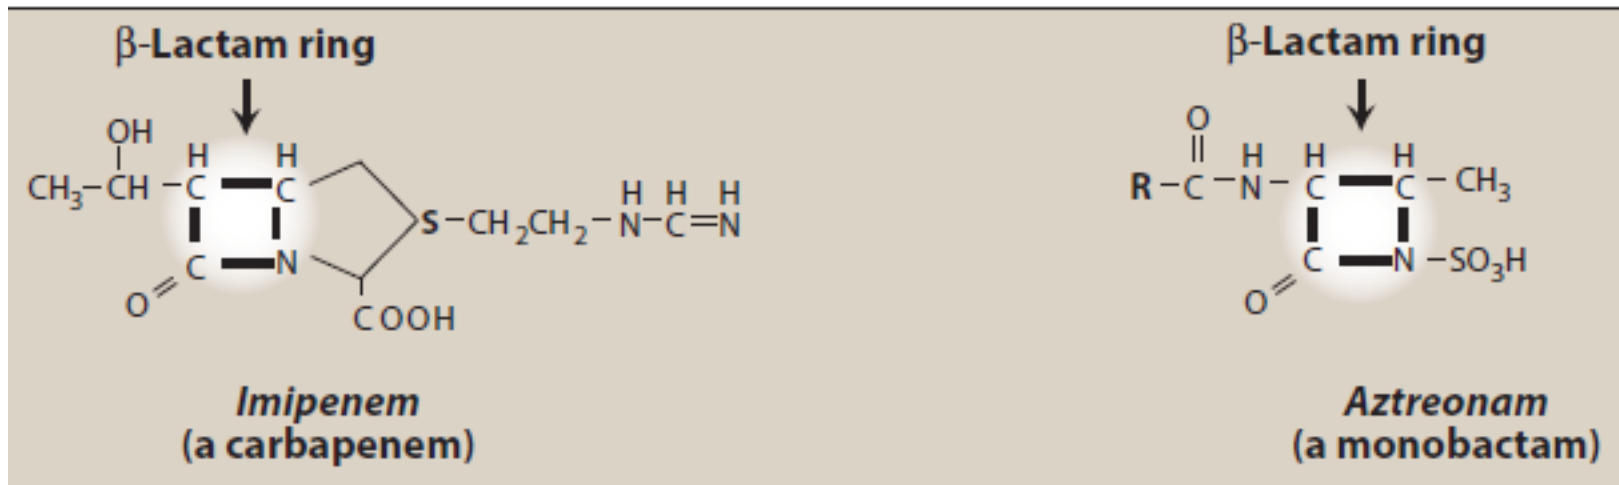 β-Lactam ring
OH
H H
CH₃–CH–C C
S–CH₂CH₂–N–C=N
H H H
C N
O
COOH
Imipenem
(a carbapenem)
β-Lactam ring
O
H H H
R–C–N–C C–CH₃
C N–SO₃H
O
Aztreonam
(a monobactam)